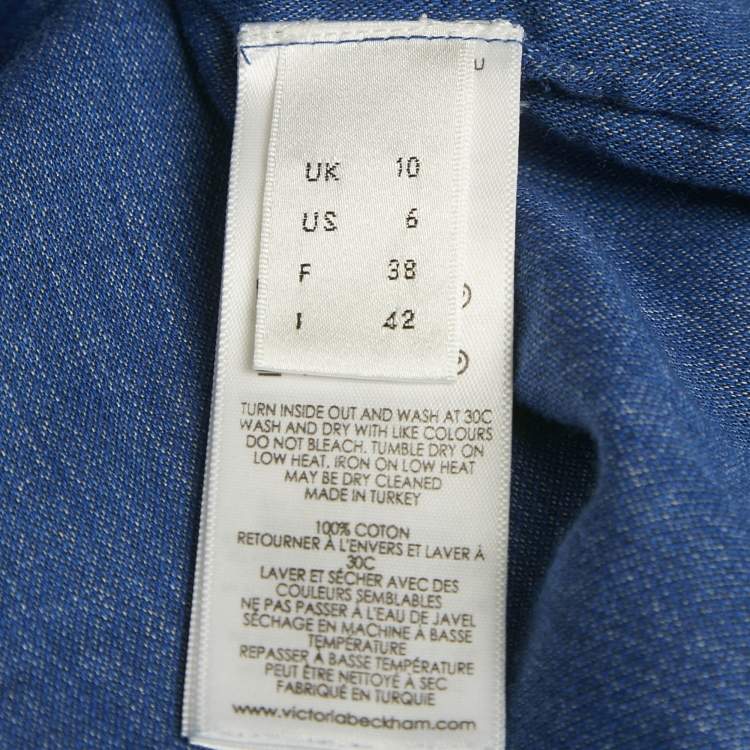 U
UK 10
US 6
F 38
I 42
TURN INSIDE OUT AND WASH AT 30C
WASH AND DRY WITH LIKE COLOURS
DO NOT BLEACH. TUMBLE DRY ON
LOW HEAT. IRON ON LOW HEAT
MAY BE DRY CLEANED
MADE IN TURKEY
100% COTON
RETOURNER À L'ENVERS ET LAVER À
30C
LAVER ET SÉCHER AVEC DES
COULEURS SEMBLABLES
NE PAS PASSER À L'EAU DE JAVEL
SÉCHAGE EN MACHINE À BASSE
TEMPÉRATURE
REPASSER À BASSE TEMPÉRATURE
PEUT ÊTRE NETTOYÉ À SEC
FABRIQUÉ EN TURQUIE
www.victoriabeckham.com